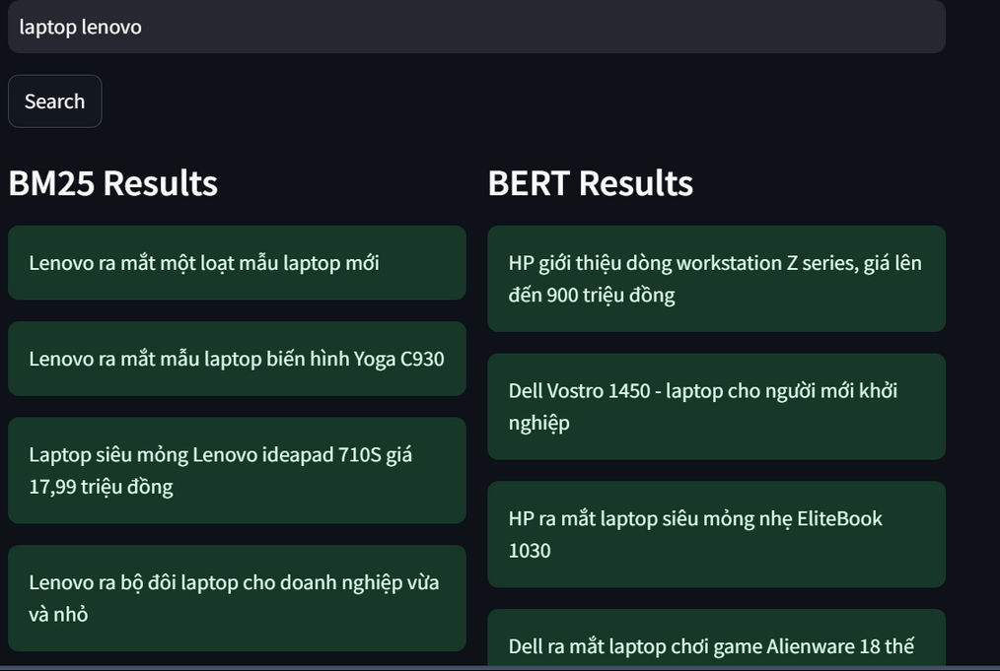 laptop lenovo
Search
BM25 Results
Lenovo ra mắt một loạt mẫu laptop mới
Lenovo ra mắt mẫu laptop biến hình Yoga C930
Laptop siêu mỏng Lenovo ideapad 710S giá
17,99 triệu đồng
Lenovo ra bộ đôi laptop cho doanh nghiệp vừa
và nhỏ
BERT Results
HP giới thiệu dòng workstation Z series, giá lên
đến 900 triệu đồng
Dell Vostro 1450 - laptop cho người mới khởi
nghiệp
HP ra mắt laptop siêu mỏng nhẹ EliteBook
1030
Dell ra mắt laptop chơi game Alienware 18 thế